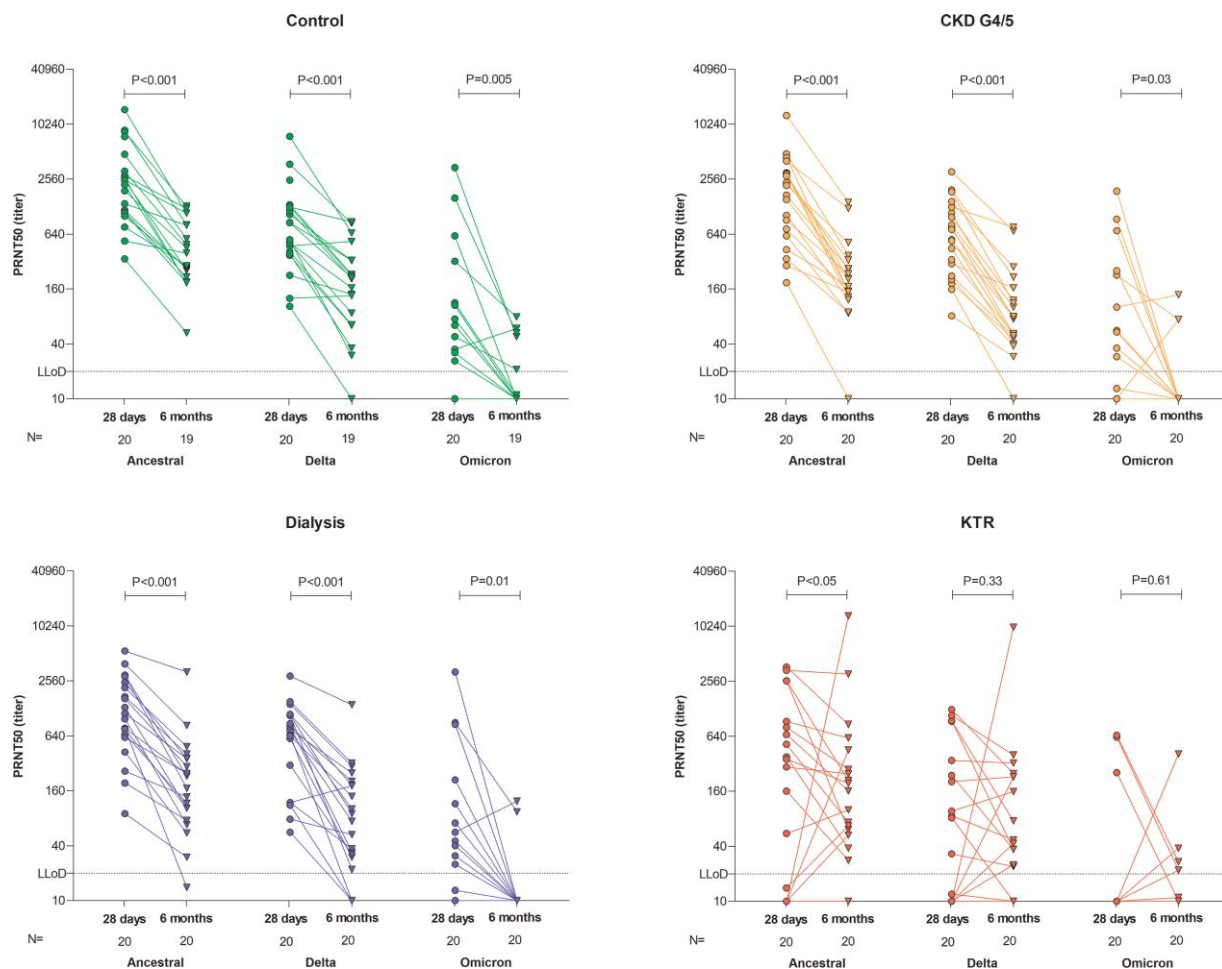 Control
PRNT50 (titer)
40960
10240
2560
640
160
40
LLoD
10
P<0.001
P<0.001
P=0.005
28 days 6 months 28 days 6 months 28 days 6 months
N= 20 19 20 19 20 19
Ancestral Delta Omicron
CKD G4/5
PRNT50 (titer)
40960
10240
2560
640
160
40
LLoD
10
P<0.001
P<0.001
P=0.03
28 days 6 months 28 days 6 months 28 days 6 months
N= 20 20 20 20 20 20
Ancestral Delta Omicron
Dialysis
PRNT50 (titer)
40960
10240
2560
640
160
40
LLoD
10
P<0.001
P<0.001
P=0.01
28 days 6 months 28 days 6 months 28 days 6 months
N= 20 20 20 20 20 20
Ancestral Delta Omicron
KTR
PRNT50 (titer)
40960
10240
2560
640
160
40
LLoD
10
P<0.05
P=0.33
P=0.61
28 days 6 months 28 days 6 months 28 days 6 months
N= 20 20 20 20 20 20
Ancestral Delta Omicron